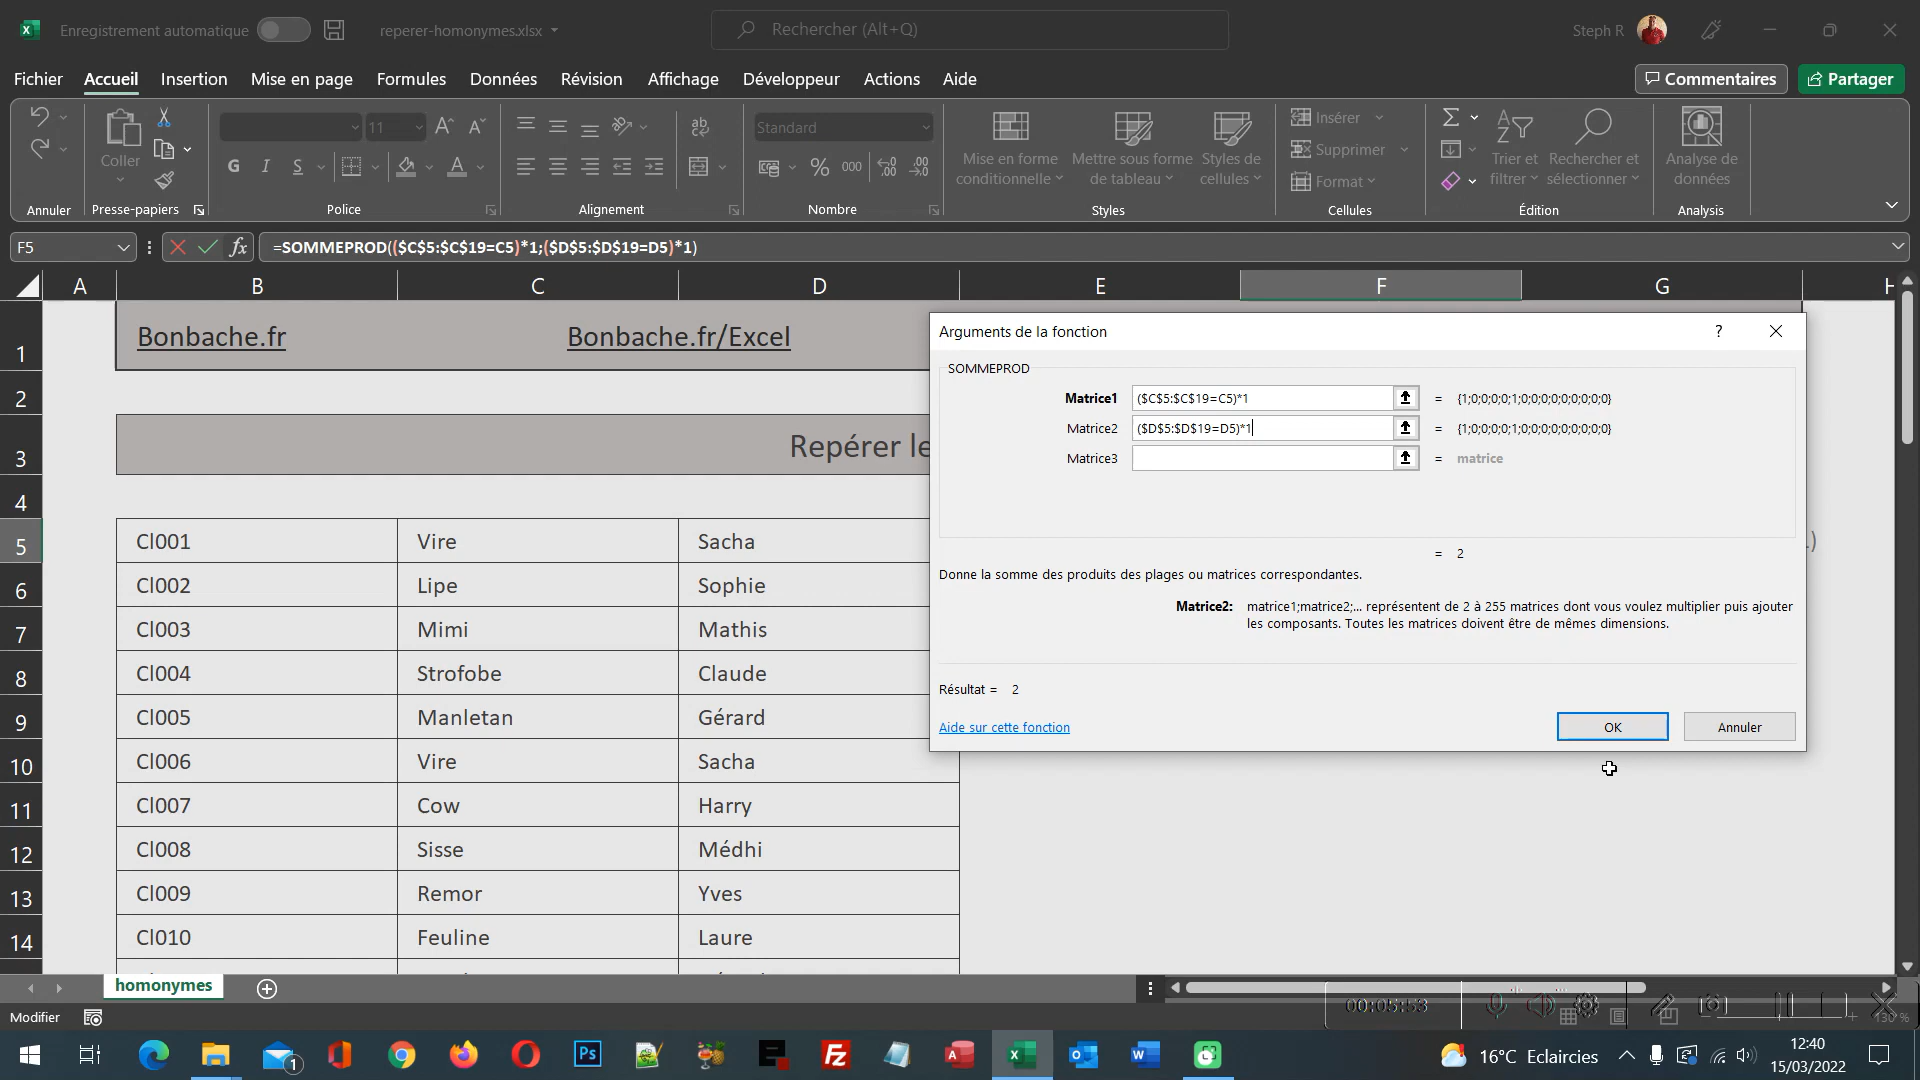 Enregistrement automatique
reperer-homonymes.xlsx
Rechercher (Alt+Q)
Steph R
Fichier Accueil Insertion Mise en page Formules Données Révision Affichage Développeur Actions Aide
Commentaires Partager
Coller
11
Standard
Mise en forme conditionnelle
Mettre sous forme de tableau
Styles de cellules
Insérer
Supprimer
Format
Trier et filtrer
Rechercher et sélectionner
Analyse de données
G I S
% 000
Annuler Presse-papiers Police Alignement Nombre Styles Cellules Édition Analysis
F5 fx =SOMMEPROD(($C$5:$C$19=C5)*1;($D$5:$D$19=D5)*1)
A B C D E F G H
1 Bonbache.fr Bonbache.fr/Excel
2
3 Repérer le
4
5 Cl001 Vire Sacha
6 Cl002 Lipe Sophie
7 Cl003 Mimi Mathis
8 Cl004 Strofobe Claude
9 Cl005 Manletan Gérard
10 Cl006 Vire Sacha
11 Cl007 Cow Harry
12 Cl008 Sisse Médhi
13 Cl009 Remor Yves
14 Cl010 Feuline Laure
Arguments de la fonction ?
SOMMEPROD
Matrice1 ($C$5:$C$19=C5)*1 = {1;0;0;0;0;1;0;0;0;0;0;0;0;0;0}
Matrice2 ($D$5:$D$19=D5)*1 = {1;0;0;0;0;1;0;0;0;0;0;0;0;0;0}
Matrice3 = matrice
= 2
Donne la somme des produits des plages ou matrices correspondantes.
Matrice2: matrice1;matrice2;... représentent de 2 à 255 matrices dont vous voulez multiplier puis ajouter
les composants. Toutes les matrices doivent être de mêmes dimensions.
Résultat = 2
Aide sur cette fonction
OK Annuler
homonymes
Modifier
00:05:53
130 %
1
16°C Eclaircies
12:40
15/03/2022